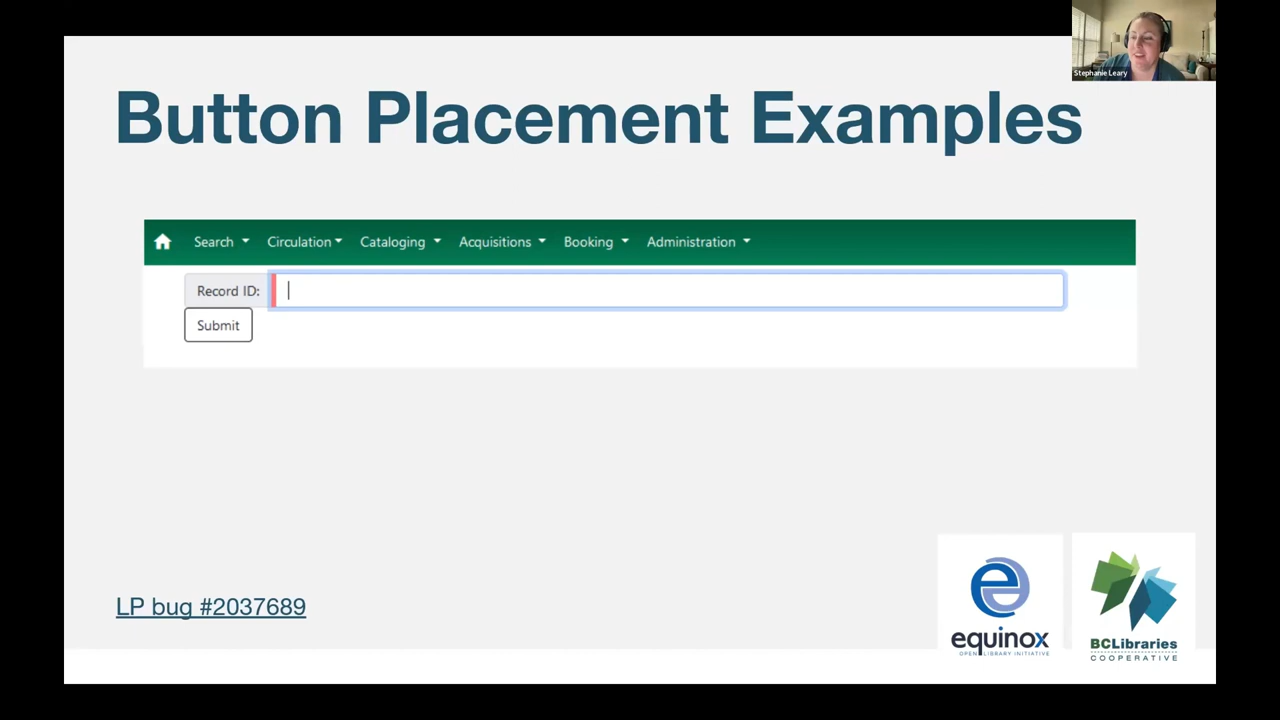 Stephanie Leary
Button Placement Examples
Search Circulation Cataloging Acquisitions Booking Administration
Record ID:
Submit
LP bug #2037689
equinox
OPEN LIBRARY INITIATIVE
BCLibraries
COOPERATIVE